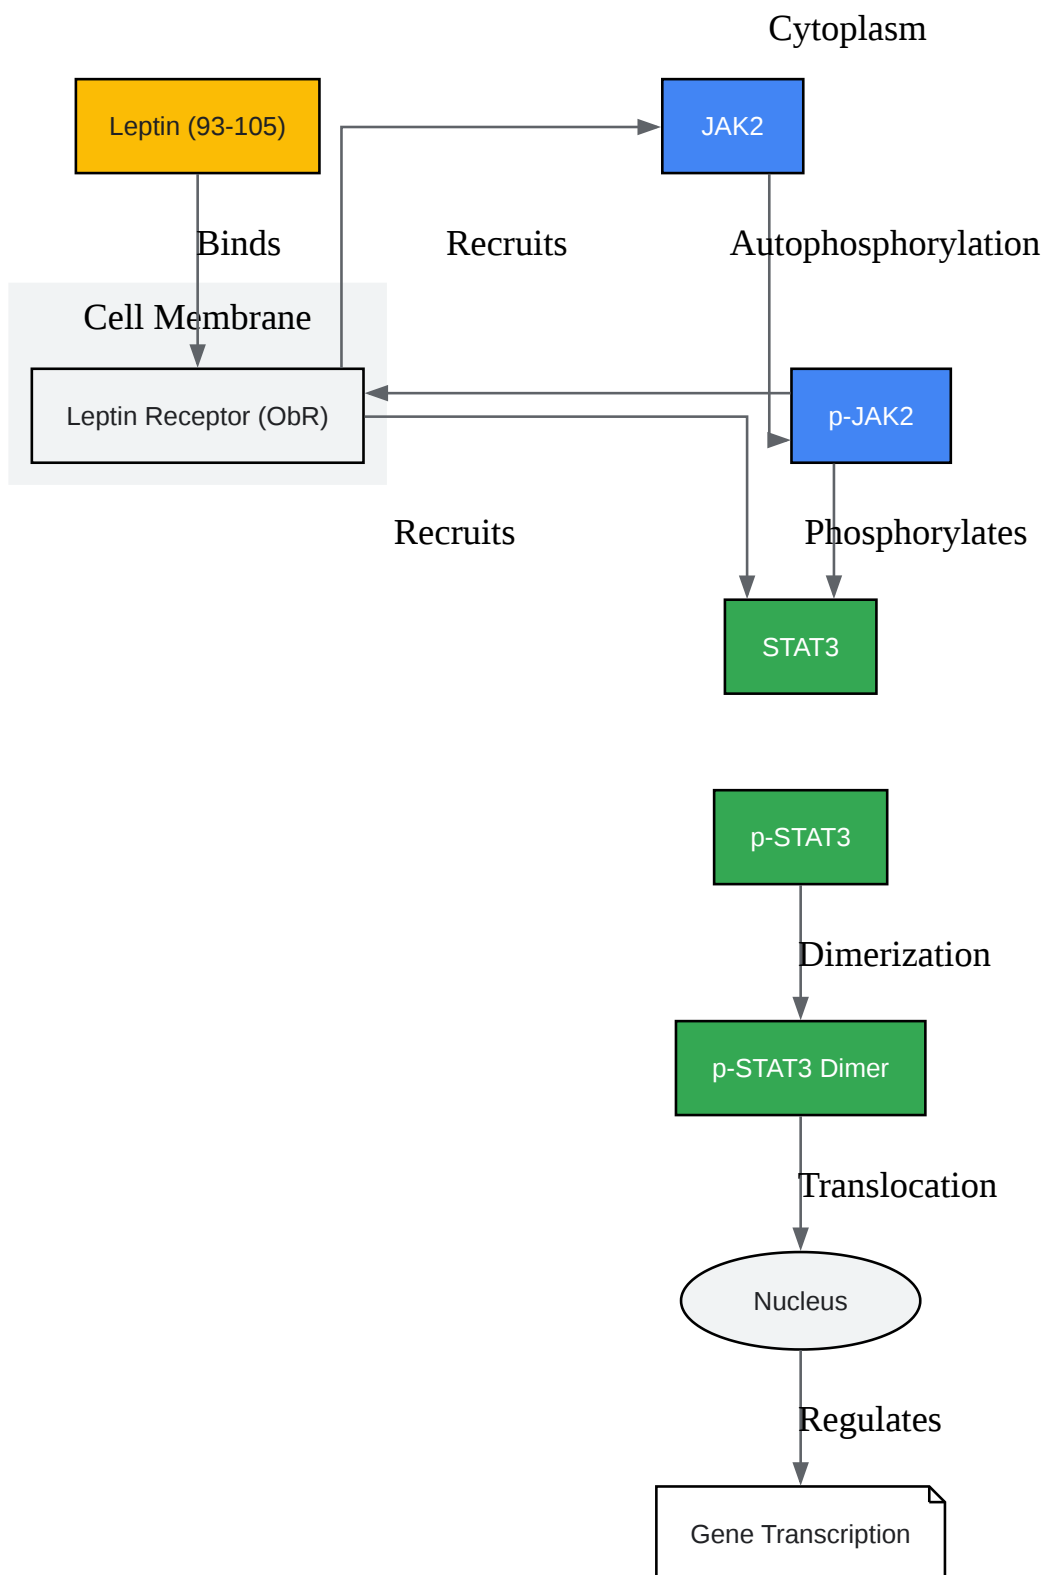 Cytoplasm
Leptin (93-105)
JAK2
Binds
Recruits
Autophosphorylation
Cell Membrane
Leptin Receptor (ObR)
p-JAK2
Recruits
Phosphorylates
STAT3
p-STAT3
Dimerization
p-STAT3 Dimer
Translocation
Nucleus
Regulates
Gene Transcription